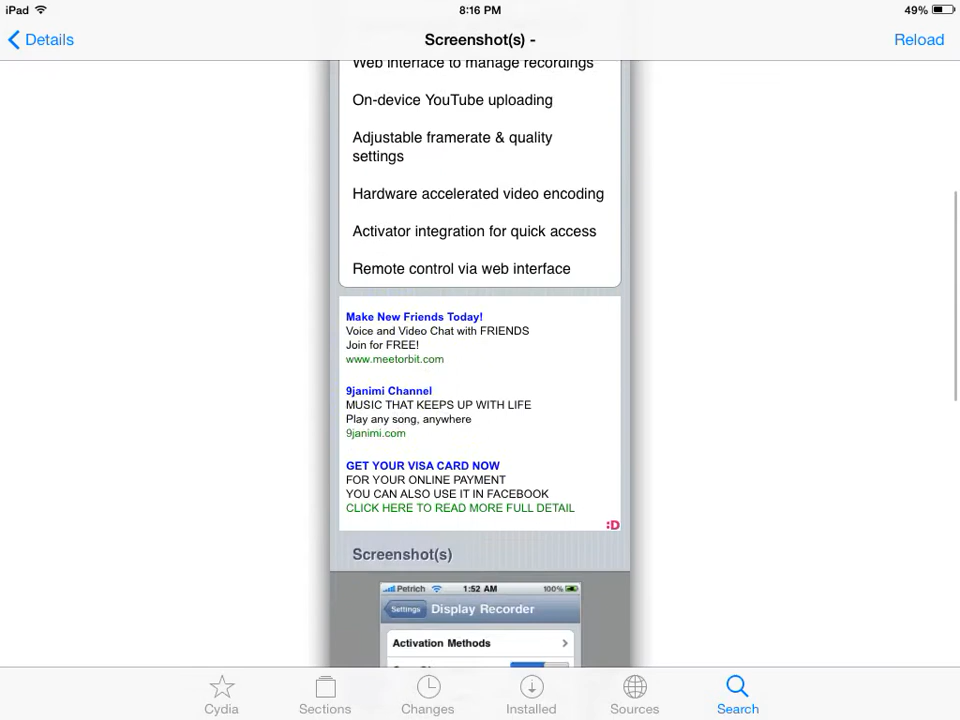 iPad
8:16 PM
49%
Details
Screenshot(s) -
Reload
Web interface to manage recordings
On-device YouTube uploading
Adjustable framerate & quality
settings
Hardware accelerated video encoding
Activator integration for quick access
Remote control via web interface
Make New Friends Today!
Voice and Video Chat with FRIENDS
Join for FREE!
www.meetorbit.com
9janimi Channel
MUSIC THAT KEEPS UP WITH LIFE
Play any song, anywhere
9janimi.com
GET YOUR VISA CARD NOW
FOR YOUR ONLINE PAYMENT
YOU CAN ALSO USE IT IN FACEBOOK
CLICK HERE TO READ MORE FULL DETAIL
:D
Screenshot(s)
Petrich
1:52 AM
100%
Settings
Display Recorder
Activation Methods
Cydia
Sections
Changes
Installed
Sources
Search